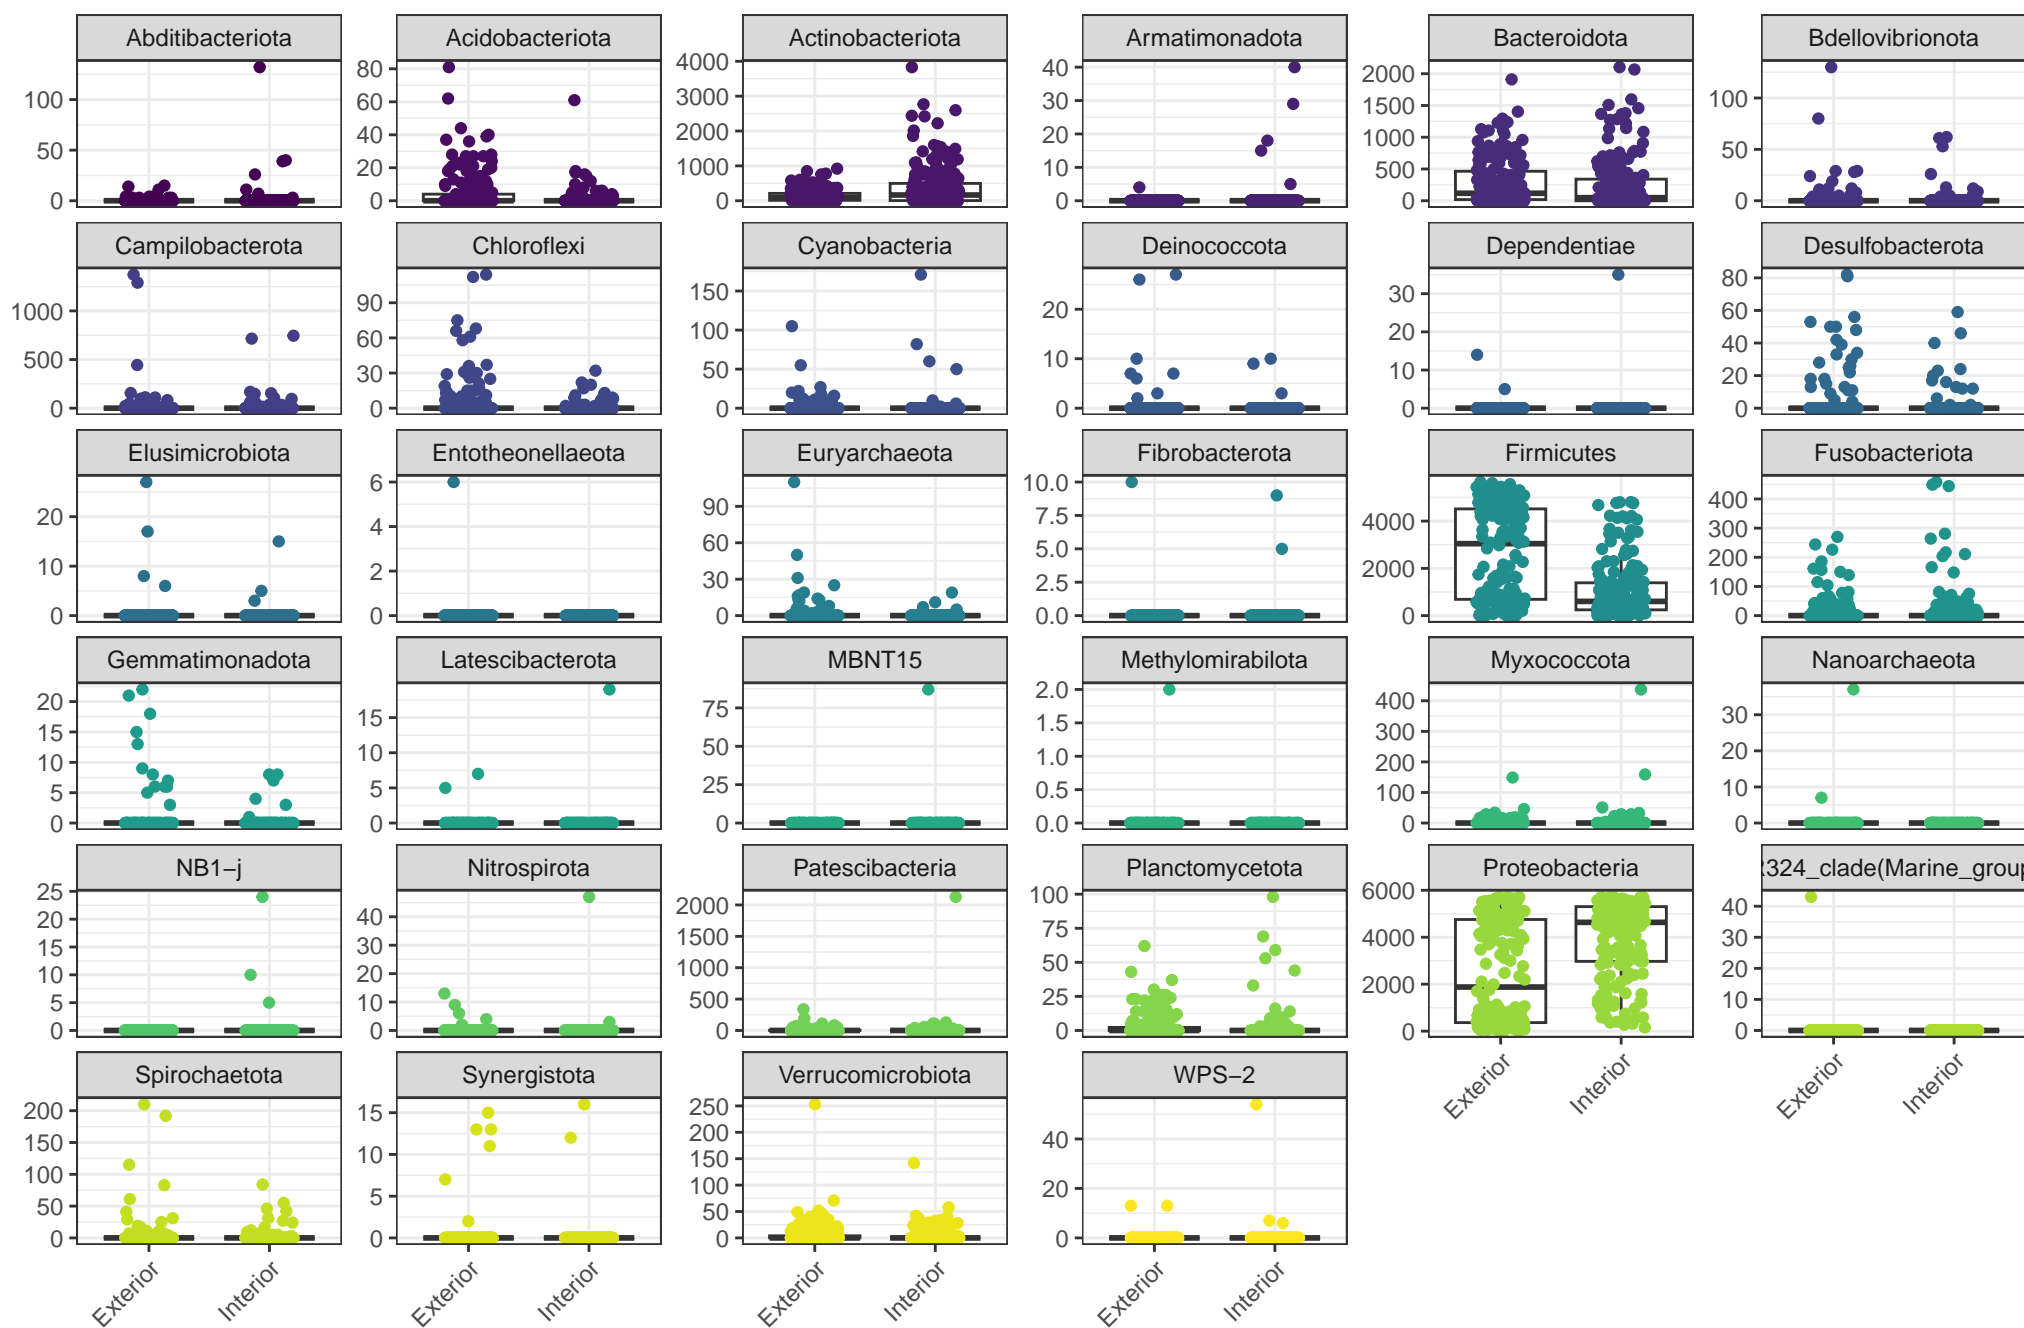 Abditibacteriota Acidobacteriota Actinobacteriota Armatimonadota Bacteroidota Bdellovibrionota
100 50 0
80 60 40 20 0
4000 3000 2000 1000 0
40 30 20 10 0
2000 1500 1000 500 0
100 50 0
Campilobacterota Chloroflexi Cyanobacteria Deinococcota Dependentiae Desulfobacterota
1000 500 0
90 60 30 0
150 100 50 0
20 10 0
30 20 10 0
80 60 40 20 0
Elusimicrobiota Entotheonellaeota Euryarchaeota Fibrobacterota Firmicutes Fusobacteriota
20 10 0
6 4 2 0
90 60 30 0
10.0 7.5 5.0 2.5 0.0
4000 2000 0
400 300 200 100 0
Gemmatimonadota Latescibacterota MBNT15 Methylomirabilota Myxococcota Nanoarchaeota
20 15 10 5 0
15 10 5 0
75 50 25 0
2.0 1.5 1.0 0.5 0.0
400 300 200 100 0
30 20 10 0
NB1−j Nitrospirota Patescibacteria Planctomycetota Proteobacteria 324_clade(Marine_group
25 20 15 10 5 0
40 30 20 10 0
2000 1500 1000 500 0
100 75 50 25 0
6000 4000 2000 0
40 30 20 10 0
Exterior Interior Exterior Interior
Spirochaetota Synergistota Verrucomicrobiota WPS−2
200 150 100 50 0
15 10 5 0
250 200 150 100 50 0
40 20 0
Exterior Interior Exterior Interior Exterior Interior Exterior Interior